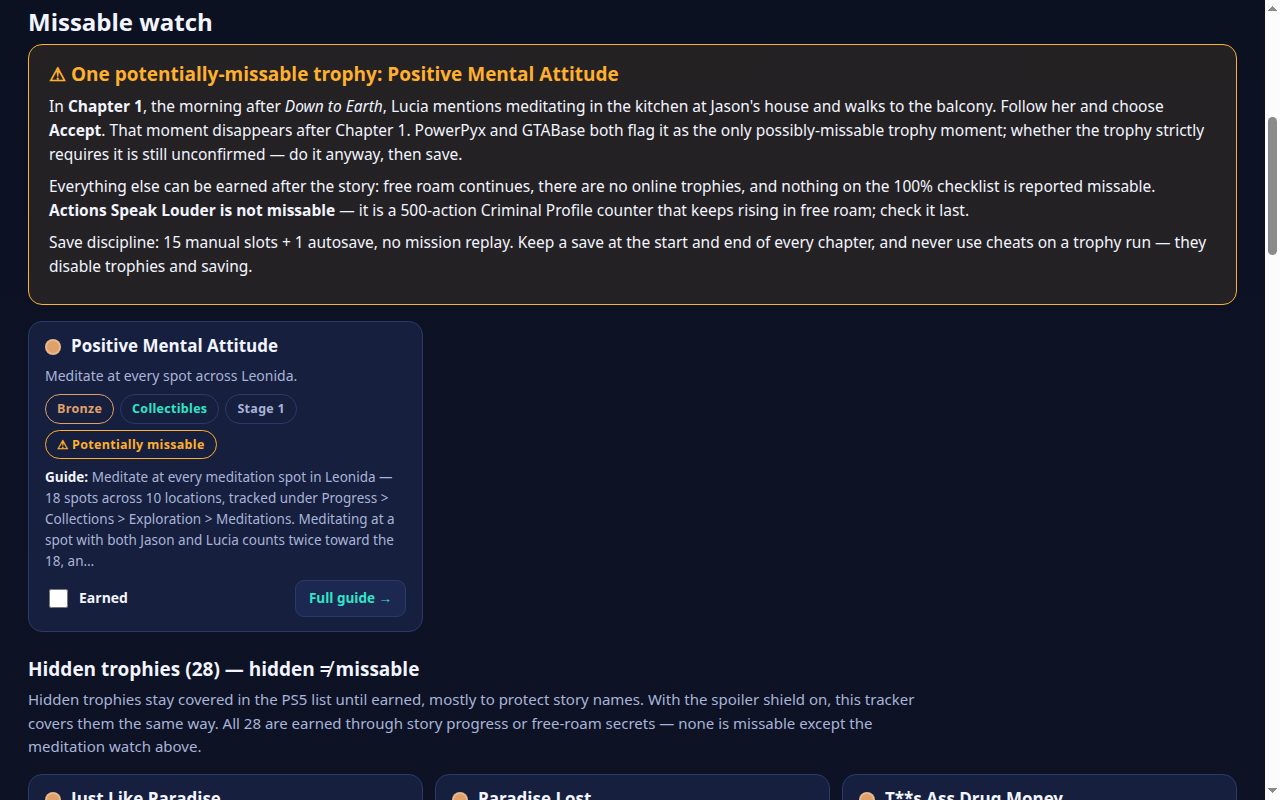 Missable watch
⚠ One potentially-missable trophy: Positive Mental Attitude
In Chapter 1, the morning after Down to Earth, Lucia mentions meditating in the kitchen at Jason's house and walks to the balcony. Follow her and choose
Accept. That moment disappears after Chapter 1. PowerPyx and GTABase both flag it as the only possibly-missable trophy moment; whether the trophy strictly
requires it is still unconfirmed — do it anyway, then save.
Everything else can be earned after the story: free roam continues, there are no online trophies, and nothing on the 100% checklist is reported missable.
Actions Speak Louder is not missable — it is a 500-action Criminal Profile counter that keeps rising in free roam; check it last.
Save discipline: 15 manual slots + 1 autosave, no mission replay. Keep a save at the start and end of every chapter, and never use cheats on a trophy run — they
disable trophies and saving.
Positive Mental Attitude
Meditate at every spot across Leonida.
Bronze Collectibles Stage 1
⚠ Potentially missable
Guide: Meditate at every meditation spot in Leonida —
18 spots across 10 locations, tracked under Progress >
Collections > Exploration > Meditations. Meditating at a
spot with both Jason and Lucia counts twice toward the
18, an...
Earned Full guide →
Hidden trophies (28) — hidden ≠ missable
Hidden trophies stay covered in the PS5 list until earned, mostly to protect story names. With the spoiler shield on, this tracker
covers them the same way. All 28 are earned through story progress or free-roam secrets — none is missable except the
meditation watch above.
Just Like Paradise Paradise Lost T**s Ass Drug Money